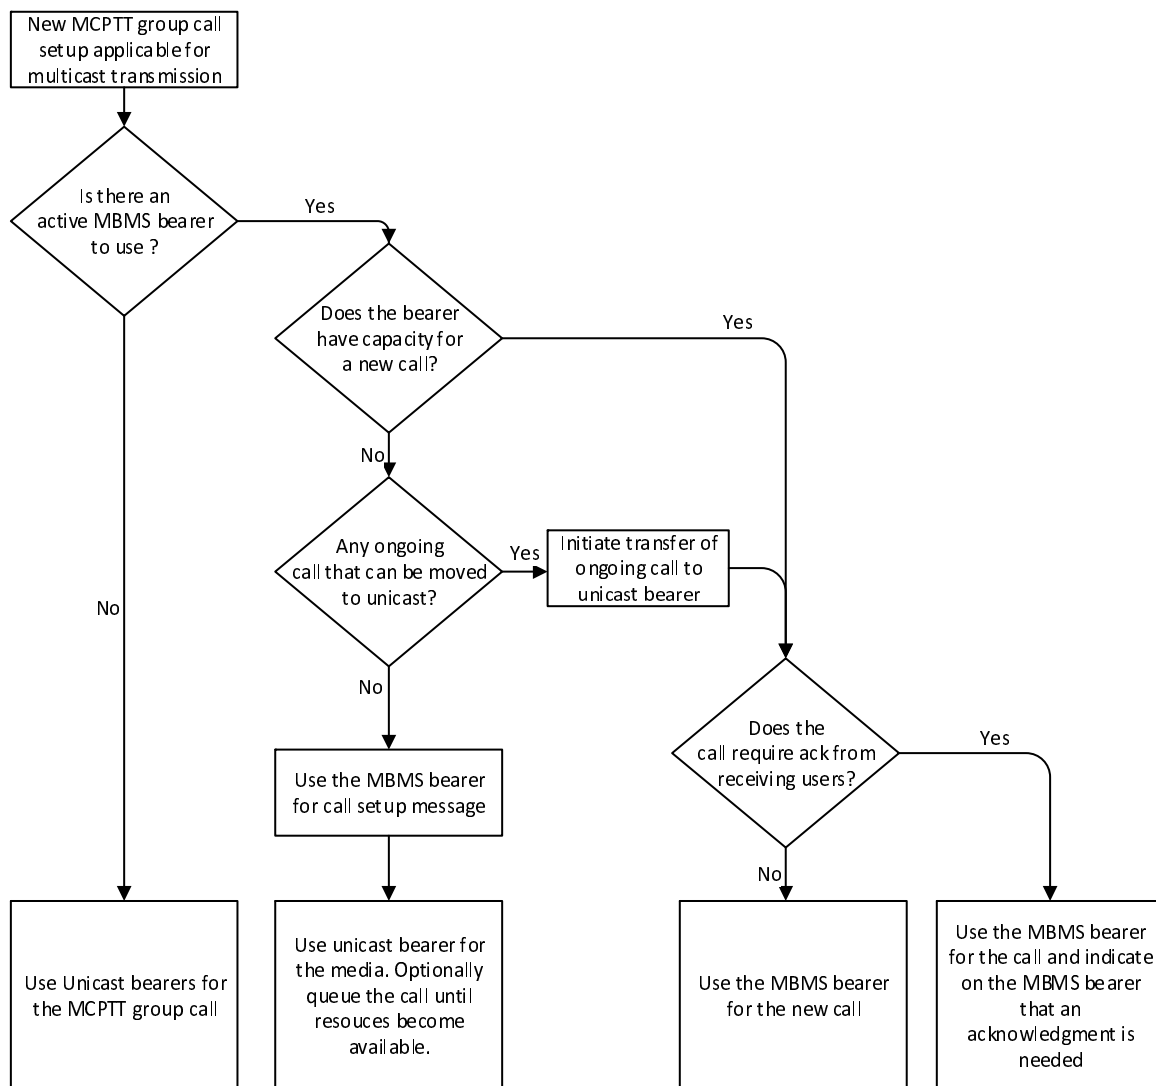 New MCPTT group call
setup applicable for
multicast transmission
Is there an
active MBMS bearer
to use ?
Yes
Does the bearer
have capacity for
a new call?
Yes
No
Any ongoing
call that can be moved
to unicast?
Yes
Initiate transfer of
ongoing call to
unicast bearer
No
No
Does the
call require ack from
receiving users?
Yes
Use the MBMS bearer
for call setup message
No
Use Unicast bearers for
the MCPTT group call
Use unicast bearer for
the media. Optionally
queue the call until
resouces become
available.
Use the MBMS bearer
for the new call
Use the MBMS bearer
for the call and indicate
on the MBMS bearer
that an
acknowledgment is
needed